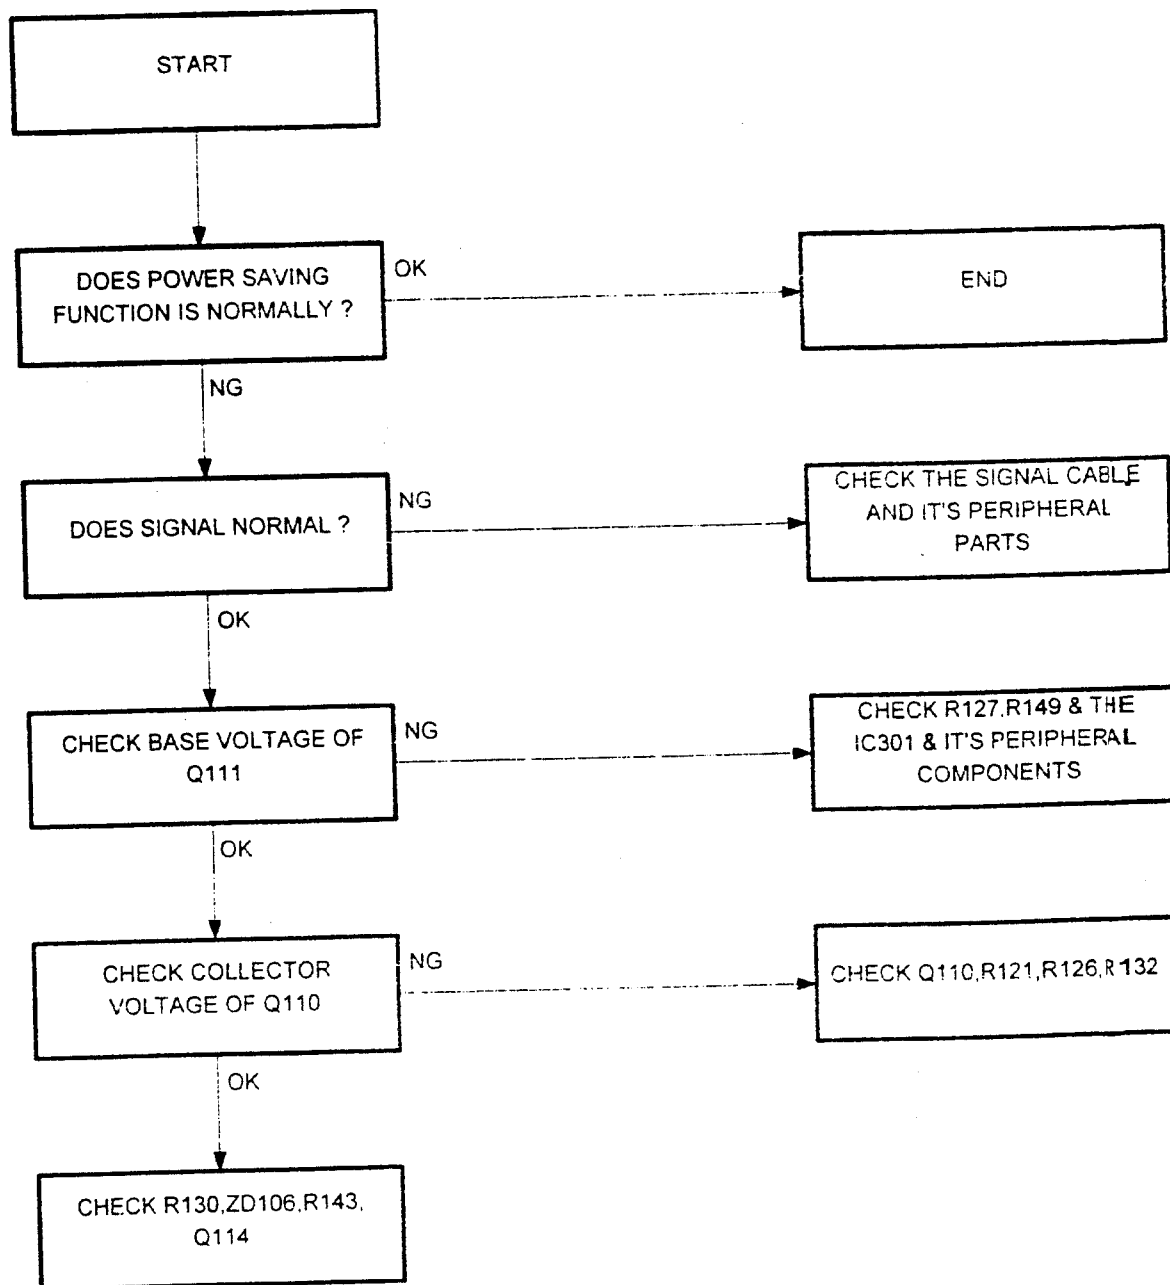 START
DOES POWER SAVING
FUNCTION IS NORMALLY ?
OK
END
NG
DOES SIGNAL NORMAL ?
NG
CHECK THE SIGNAL CABLE
AND IT'S PERIPHERAL
PARTS
OK
CHECK BASE VOLTAGE OF
Q111
NG
CHECK R127,R149 & THE
IC301 & IT'S PERIPHERAL
COMPONENTS
OK
CHECK COLLECTOR
VOLTAGE OF Q110
NG
CHECK Q110,R121,R126,R132
OK
CHECK R130,ZD106,R143,
Q114